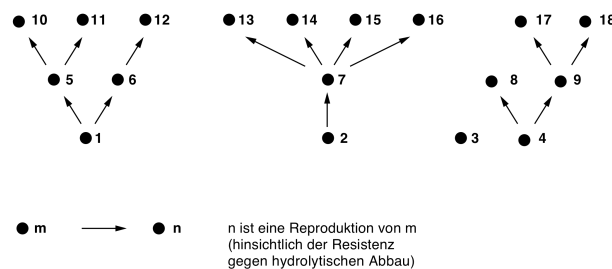 10 11 12 13 14 15 16 17 18
5 6 7 8 9
1 2 3 4
m n n ist eine Reproduktion von m
(hinsichtlich der Resistenz
gegen hydrolytischen Abbau)